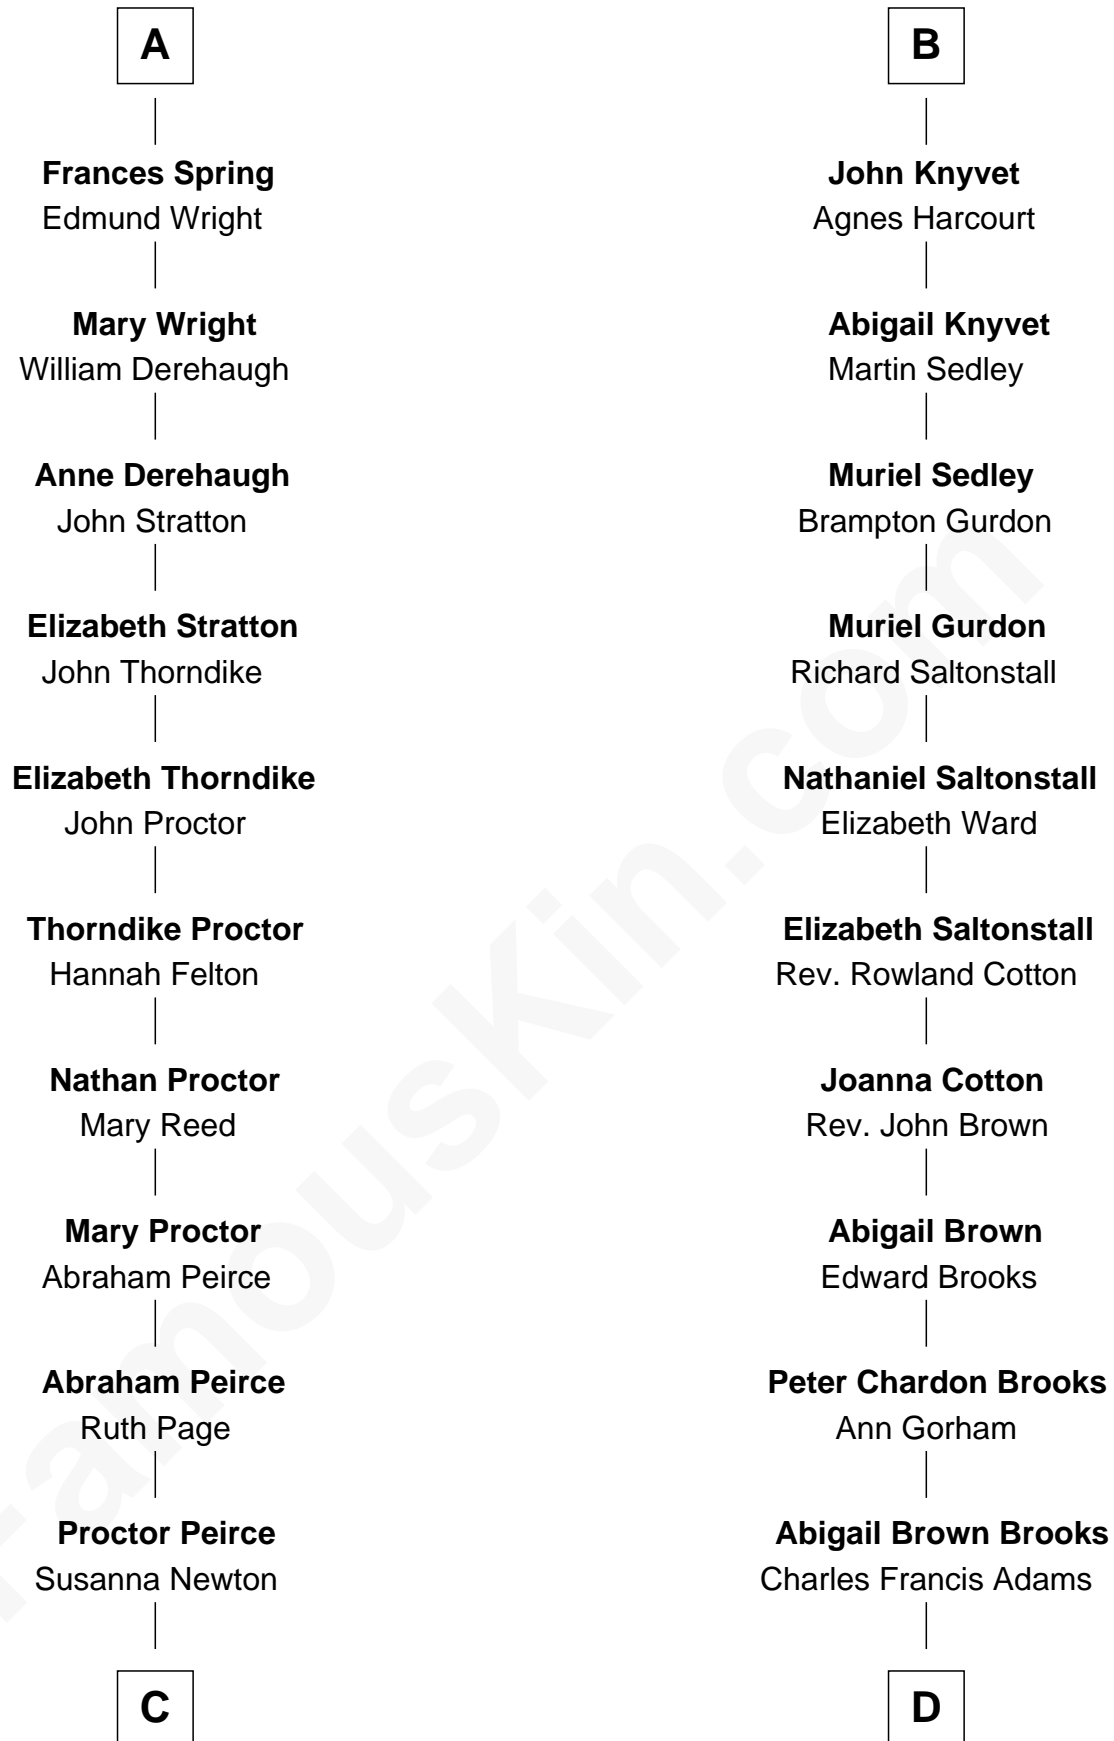 A
Frances Spring
Edmund Wright
Mary Wright
William Derehaugh
Anne Derehaugh
John Stratton
Elizabeth Stratton
John Thorndike
Elizabeth Thorndike
John Proctor
Thorndike Proctor
Hannah Felton
Nathan Proctor
Mary Reed
Mary Proctor
Abraham Peirce
Abraham Peirce
Ruth Page
Proctor Peirce
Susanna Newton
C
B
John Knyvet
Agnes Harcourt
Abigail Knyvet
Martin Sedley
Muriel Sedley
Brampton Gurdon
Muriel Gurdon
Richard Saltonstall
Nathaniel Saltonstall
Elizabeth Ward
Elizabeth Saltonstall
Rev. Rowland Cotton
Joanna Cotton
Rev. John Brown
Abigail Brown
Edward Brooks
Peter Chardon Brooks
Ann Gorham
Abigail Brown Brooks
Charles Francis Adams
D
FamousKin.com